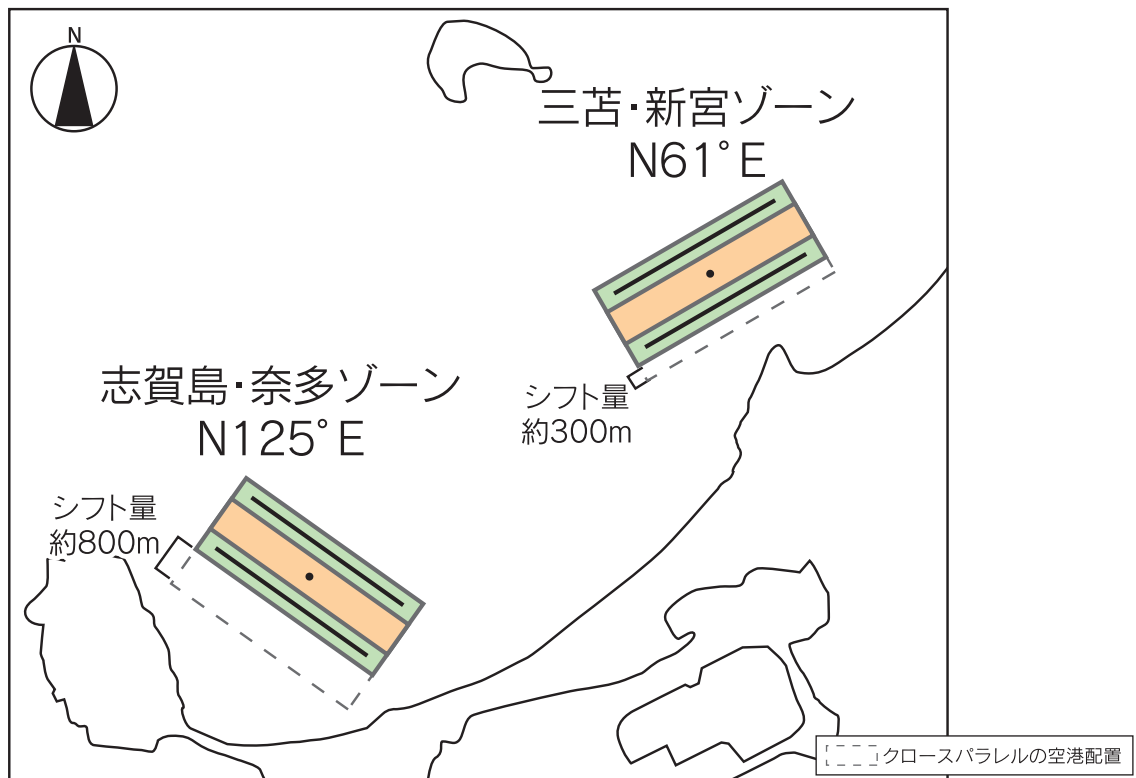 N
三苫・新宮ゾーン
N61°E
シフト量
約300m
志賀島・奈多ゾーン
N125°E
シフト量
約800m
クロースパラレルの空港配置